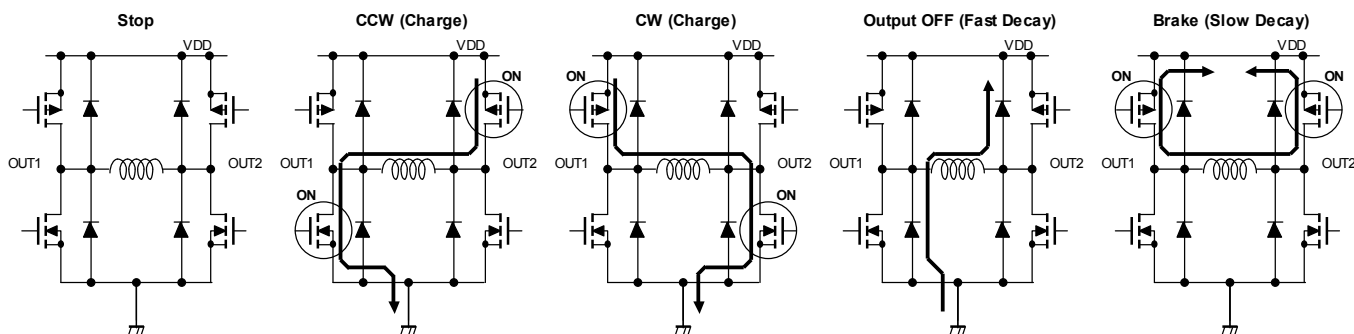 Stop
CCW (Charge)
CW (Charge)
Output OFF (Fast Decay)
Brake (Slow Decay)
VDD
OUT1
OUT2
VDD
ON
OUT1
OUT2
ON
VDD
ON
OUT1
OUT2
ON
VDD
OUT1
OUT2
VDD
ON
ON
OUT1
OUT2